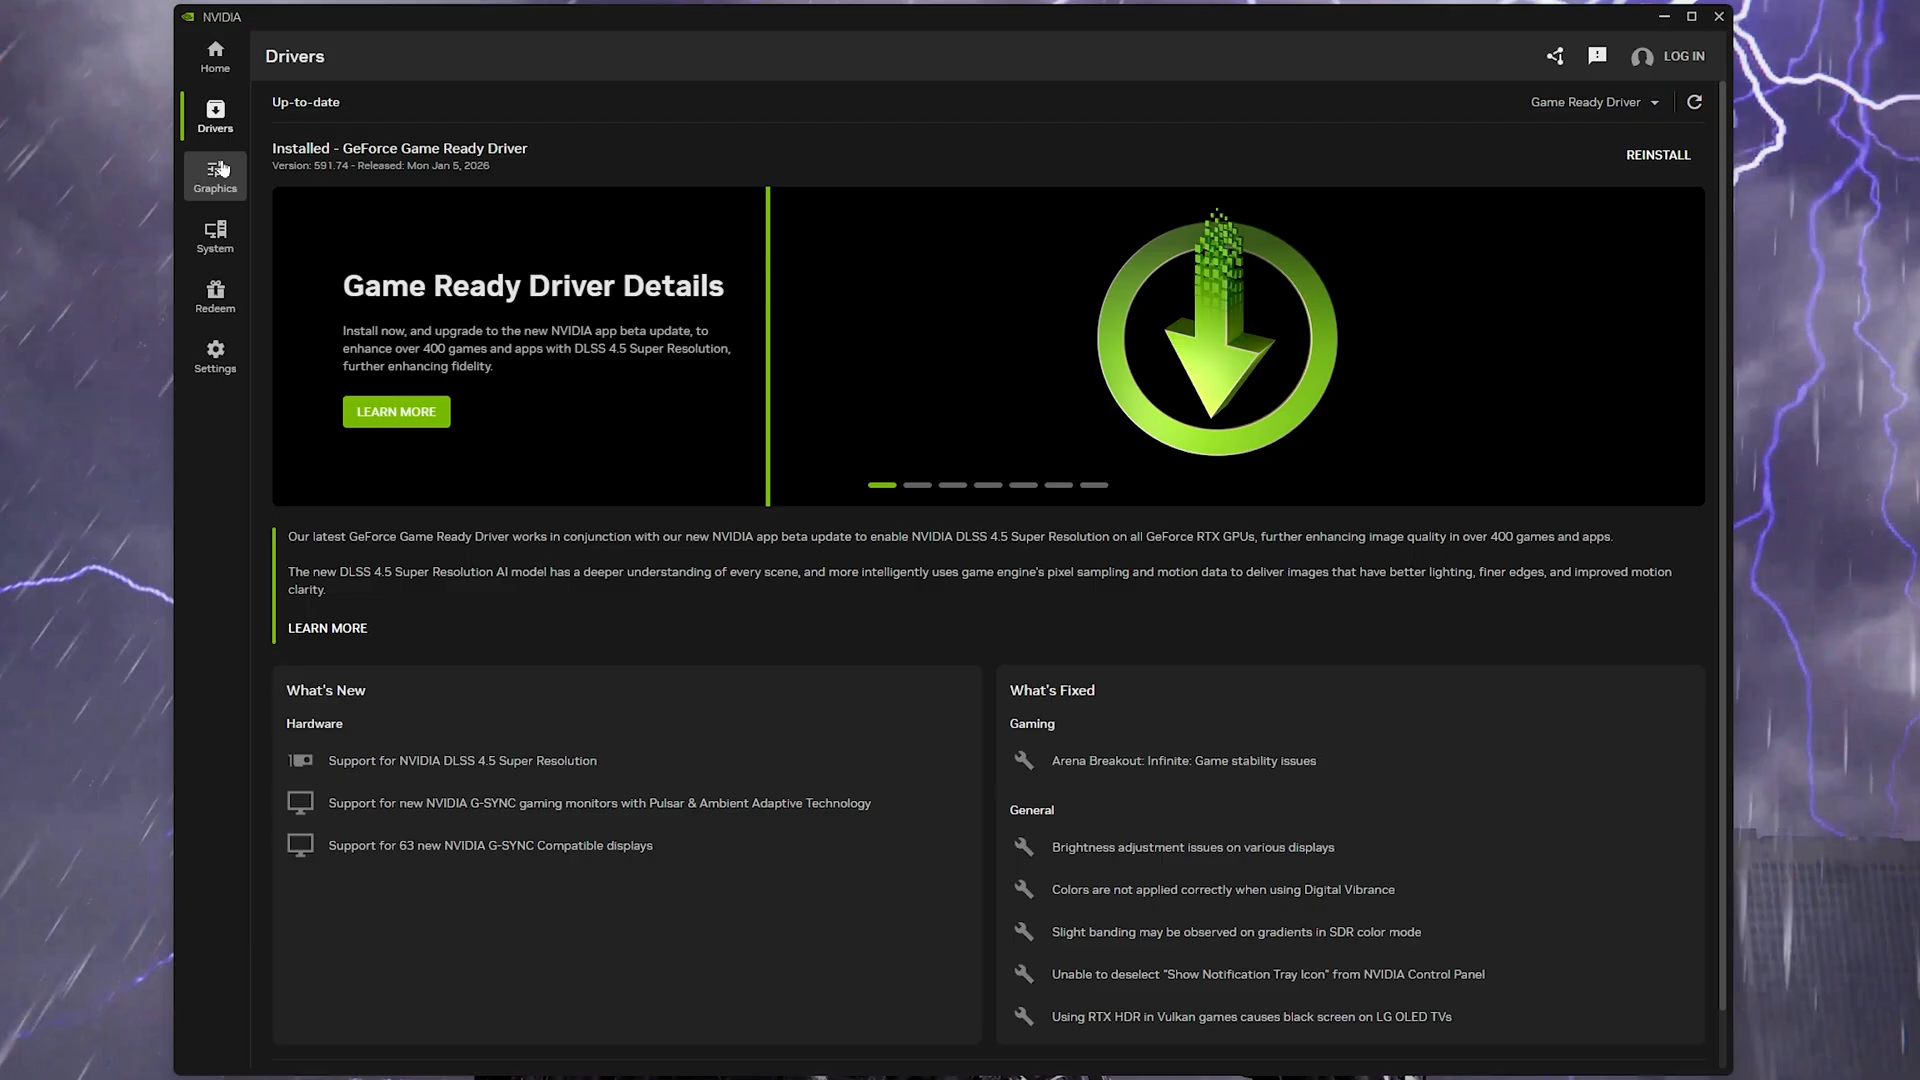 NVIDIA
Home
Drivers
Graphics
System
Redeem
Settings
Drivers
LOG IN
Up-to-date
Game Ready Driver
Installed - GeForce Game Ready Driver
Version: 591.74 - Released: Mon Jan 5, 2026
REINSTALL
Game Ready Driver Details
Install now, and upgrade to the new NVIDIA app beta update, to
enhance over 400 games and apps with DLSS 4.5 Super Resolution,
further enhancing fidelity.
LEARN MORE
Our latest GeForce Game Ready Driver works in conjunction with our new NVIDIA app beta update to enable NVIDIA DLSS 4.5 Super Resolution on all GeForce RTX GPUs, further enhancing image quality in over 400 games and apps.
The new DLSS 4.5 Super Resolution AI model has a deeper understanding of every scene, and more intelligently uses game engine's pixel sampling and motion data to deliver images that have better lighting, finer edges, and improved motion
clarity.
LEARN MORE
What's New
Hardware
Support for NVIDIA DLSS 4.5 Super Resolution
Support for new NVIDIA G-SYNC gaming monitors with Pulsar & Ambient Adaptive Technology
Support for 63 new NVIDIA G-SYNC Compatible displays
What's Fixed
Gaming
Arena Breakout: Infinite: Game stability issues
General
Brightness adjustment issues on various displays
Colors are not applied correctly when using Digital Vibrance
Slight banding may be observed on gradients in SDR color mode
Unable to deselect "Show Notification Tray Icon" from NVIDIA Control Panel
Using RTX HDR in Vulkan games causes black screen on LG OLED TVs